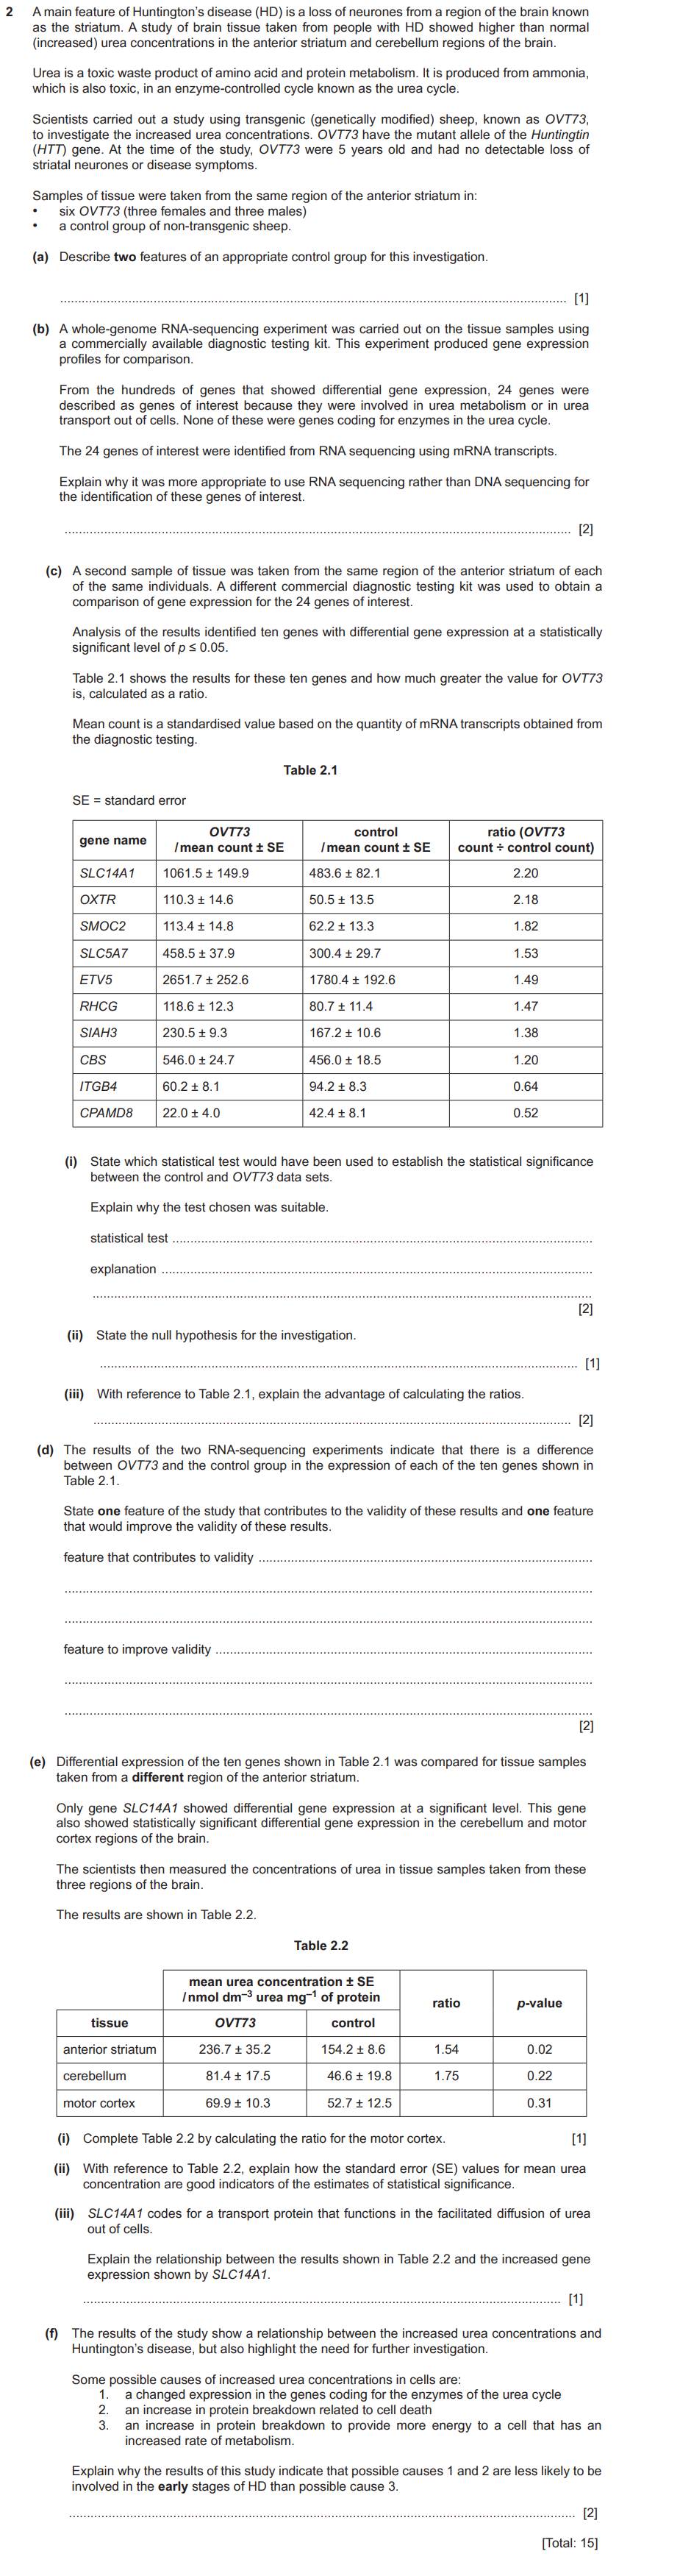 2 A main feature of Huntington's disease (HD) is a loss of neurones from a region of the brain known
as the striatum. A study of brain tissue taken from people with HD showed higher than normal
(increased) urea concentrations in the anterior striatum and cerebellum regions of the brain.
Urea is a toxic waste product of amino acid and protein metabolism. It is produced from ammonia,
which is also toxic, in an enzyme-controlled cycle known as the urea cycle.
Scientists carried out a study using transgenic (genetically modified) sheep, known as OVT73,
to investigate the increased urea concentrations. OVT73 have the mutant allele of the Huntingtin
(HTT) gene. At the time of the study, OVT73 were 5 years old and had no detectable loss of
striatal neurones or disease symptoms.
Samples of tissue were taken from the same region of the anterior striatum in:
• six OVT73 (three females and three males)
• a control group of non-transgenic sheep.
(a) Describe two features of an appropriate control group for this investigation.
[1]
(b) A whole-genome RNA-sequencing experiment was carried out on the tissue samples using
a commercially available diagnostic testing kit. This experiment produced gene expression
profiles for comparison.
From the hundreds of genes that showed differential gene expression, 24 genes were
described as genes of interest because they were involved in urea metabolism or in urea
transport out of cells. None of these were genes coding for enzymes in the urea cycle.
The 24 genes of interest were identified from RNA sequencing using mRNA transcripts.
Explain why it was more appropriate to use RNA sequencing rather than DNA sequencing for
the identification of these genes of interest.
[2]
(c) A second sample of tissue was taken from the same region of the anterior striatum of each
of the same individuals. A different commercial diagnostic testing kit was used to obtain a
comparison of gene expression for the 24 genes of interest.
Analysis of the results identified ten genes with differential gene expression at a statistically
significant level of p ≤ 0.05.
Table 2.1 shows the results for these ten genes and how much greater the value for OVT73
is, calculated as a ratio.
Mean count is a standardised value based on the quantity of mRNA transcripts obtained from
the diagnostic testing.
Table 2.1
SE = standard error
gene name OVT73 /mean count ± SE control /mean count ± SE ratio (OVT73 count ÷ control count)
SLC14A1 1061.5 ± 149.9 483.6 ± 82.1 2.20
OXTR 110.3 ± 14.6 50.5 ± 13.5 2.18
SMOC2 113.4 ± 14.8 62.2 ± 13.3 1.82
SLC5A7 458.5 ± 37.9 300.4 ± 29.7 1.53
ETV5 2651.7 ± 252.6 1780.4 ± 192.6 1.49
RHCG 118.6 ± 12.3 80.7 ± 11.4 1.47
SIAH3 230.5 ± 9.3 167.2 ± 10.6 1.38
CBS 546.0 ± 24.7 456.0 ± 18.5 1.20
ITGB4 60.2 ± 8.1 94.2 ± 8.3 0.64
CPAMD8 22.0 ± 4.0 42.4 ± 8.1 0.52
(i) State which statistical test would have been used to establish the statistical significance
between the control and OVT73 data sets.
Explain why the test chosen was suitable.
statistical test
explanation
[2]
(ii) State the null hypothesis for the investigation.
[1]
(iii) With reference to Table 2.1, explain the advantage of calculating the ratios.
[2]
(d) The results of the two RNA-sequencing experiments indicate that there is a difference
between OVT73 and the control group in the expression of each of the ten genes shown in
Table 2.1.
State one feature of the study that contributes to the validity of these results and one feature
that would improve the validity of these results.
feature that contributes to validity
feature to improve validity
[2]
(e) Differential expression of the ten genes shown in Table 2.1 was compared for tissue samples
taken from a different region of the anterior striatum.
Only gene SLC14A1 showed differential gene expression at a significant level. This gene
also showed statistically significant differential gene expression in the cerebellum and motor
cortex regions of the brain.
The scientists then measured the concentrations of urea in tissue samples taken from these
three regions of the brain.
The results are shown in Table 2.2.
Table 2.2
mean urea concentration ± SE
/nmol dm⁻³ urea mg⁻¹ of protein
ratio p-value
tissue OVT73 control
anterior striatum 236.7 ± 35.2 154.2 ± 8.6 1.54 0.02
cerebellum 81.4 ± 17.5 46.6 ± 19.8 1.75 0.22
motor cortex 69.9 ± 10.3 52.7 ± 12.5 0.31
(i) Complete Table 2.2 by calculating the ratio for the motor cortex. [1]
(ii) With reference to Table 2.2, explain how the standard error (SE) values for mean urea
concentration are good indicators of the estimates of statistical significance.
(iii) SLC14A1 codes for a transport protein that functions in the facilitated diffusion of urea
out of cells.
Explain the relationship between the results shown in Table 2.2 and the increased gene
expression shown by SLC14A1.
[1]
(f) The results of the study show a relationship between the increased urea concentrations and
Huntington's disease, but also highlight the need for further investigation.
Some possible causes of increased urea concentrations in cells are:
1. a changed expression in the genes coding for the enzymes of the urea cycle
2. an increase in protein breakdown related to cell death
3. an increase in protein breakdown to provide more energy to a cell that has an
increased rate of metabolism.
Explain why the results of this study indicate that possible causes 1 and 2 are less likely to be
involved in the early stages of HD than possible cause 3.
[2]
[Total: 15]